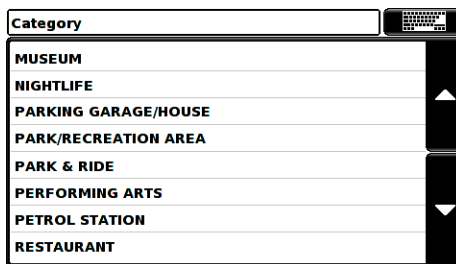 Category
MUSEUM
NIGHTLIFE
PARKING GARAGE/HOUSE
PARK/RECREATION AREA
PARK & RIDE
PERFORMING ARTS
PETROL STATION
RESTAURANT